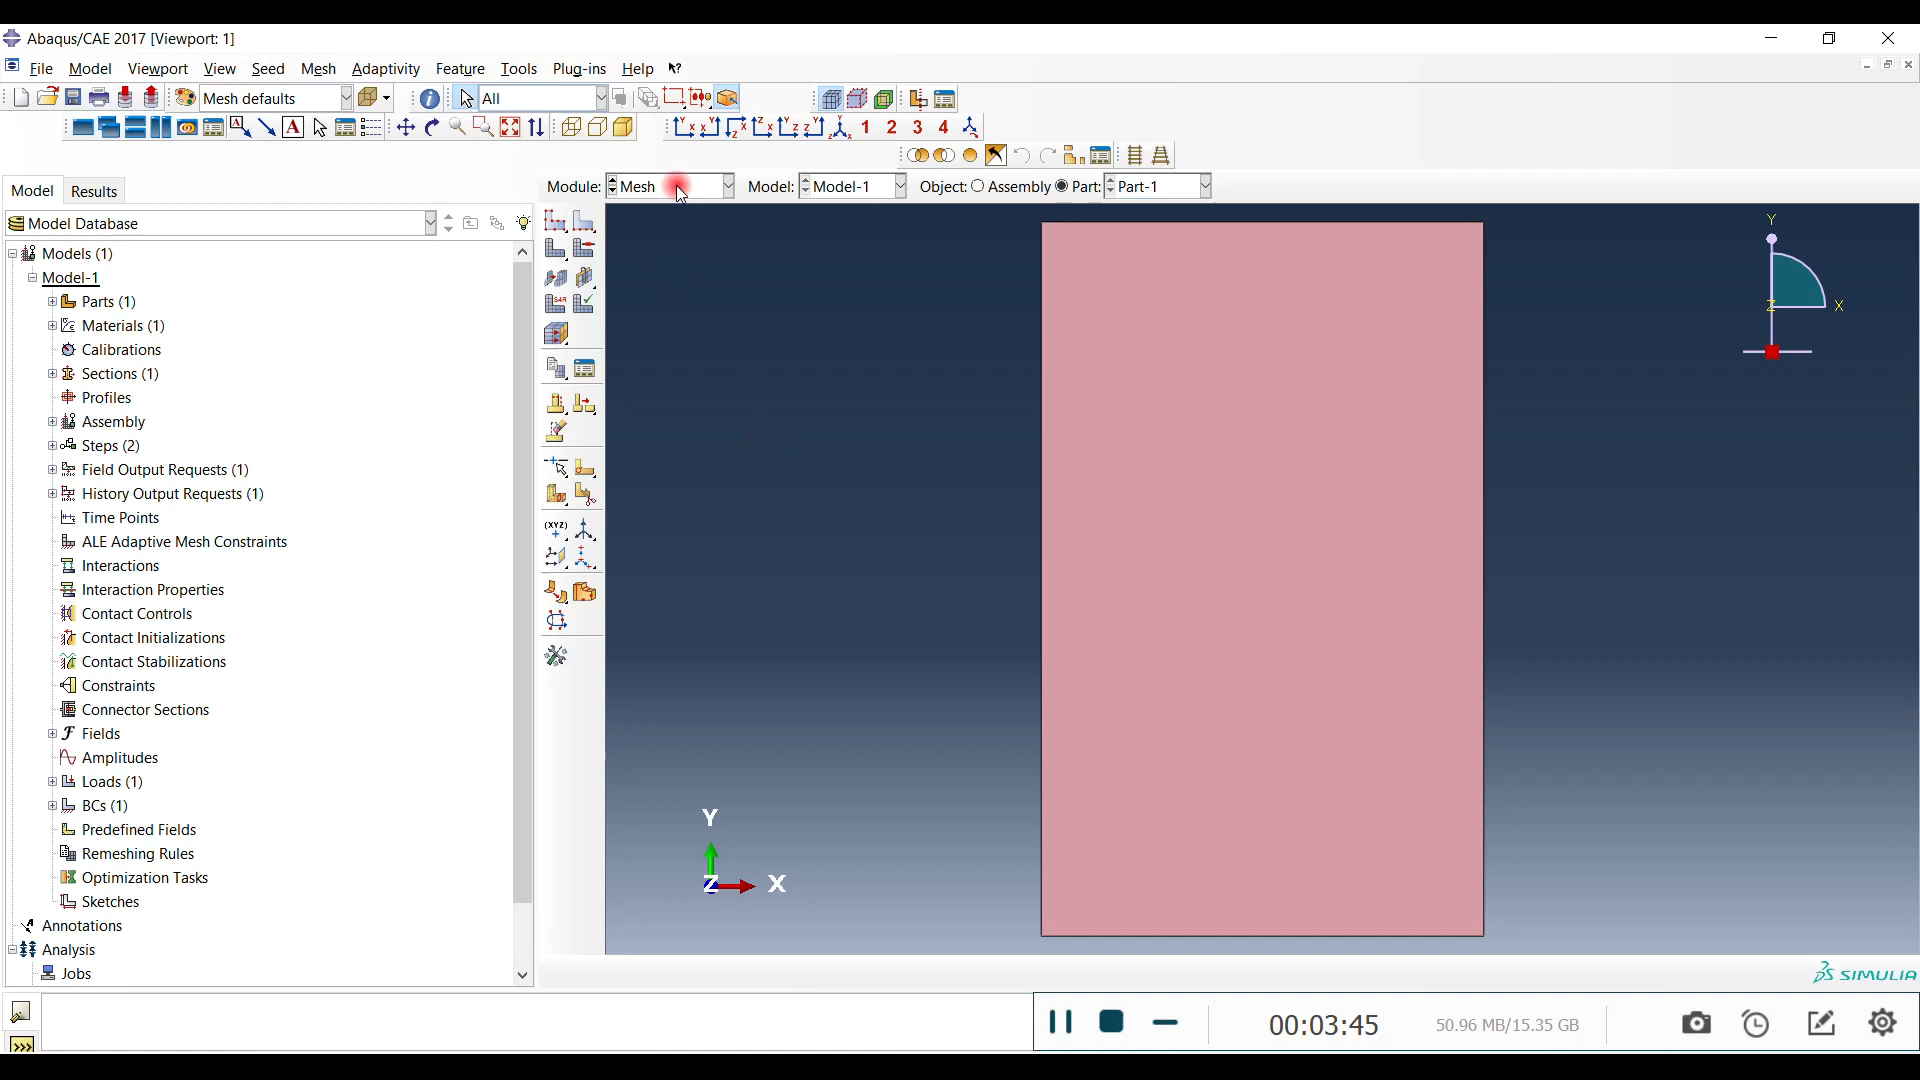 Abaqus/CAE 2017 [Viewport: 1]
File Model Viewport View Seed Mesh Adaptivity Feature Tools Plug-ins Help
Mesh defaults All
A A 1 2 3 4
Model Results Module: Mesh Model: Model-1 Object: Assembly Part: Part-1
Model Database
Models (1)
Model-1
Parts (1)
Materials (1)
Calibrations
Sections (1)
Profiles
Assembly
Steps (2)
Field Output Requests (1)
History Output Requests (1)
Time Points
ALE Adaptive Mesh Constraints
Interactions
Interaction Properties
Contact Controls
Contact Initializations
Contact Stabilizations
Constraints
Connector Sections
Fields
Amplitudes
Loads (1)
BCs (1)
Predefined Fields
Remeshing Rules
Optimization Tasks
Sketches
Annotations
Analysis
Jobs
(XYZ)
Y
Z X
Y
Z X
SIMULIA
>>>
00:03:45 50.96 MB/15.35 GB